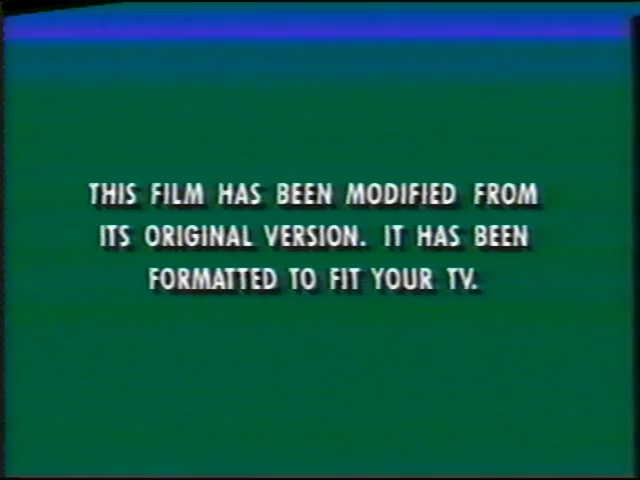 THIS FILM HAS BEEN MODIFIED FROM
ITS ORIGINAL VERSION. IT HAS BEEN
FORMATTED TO FIT YOUR TV.